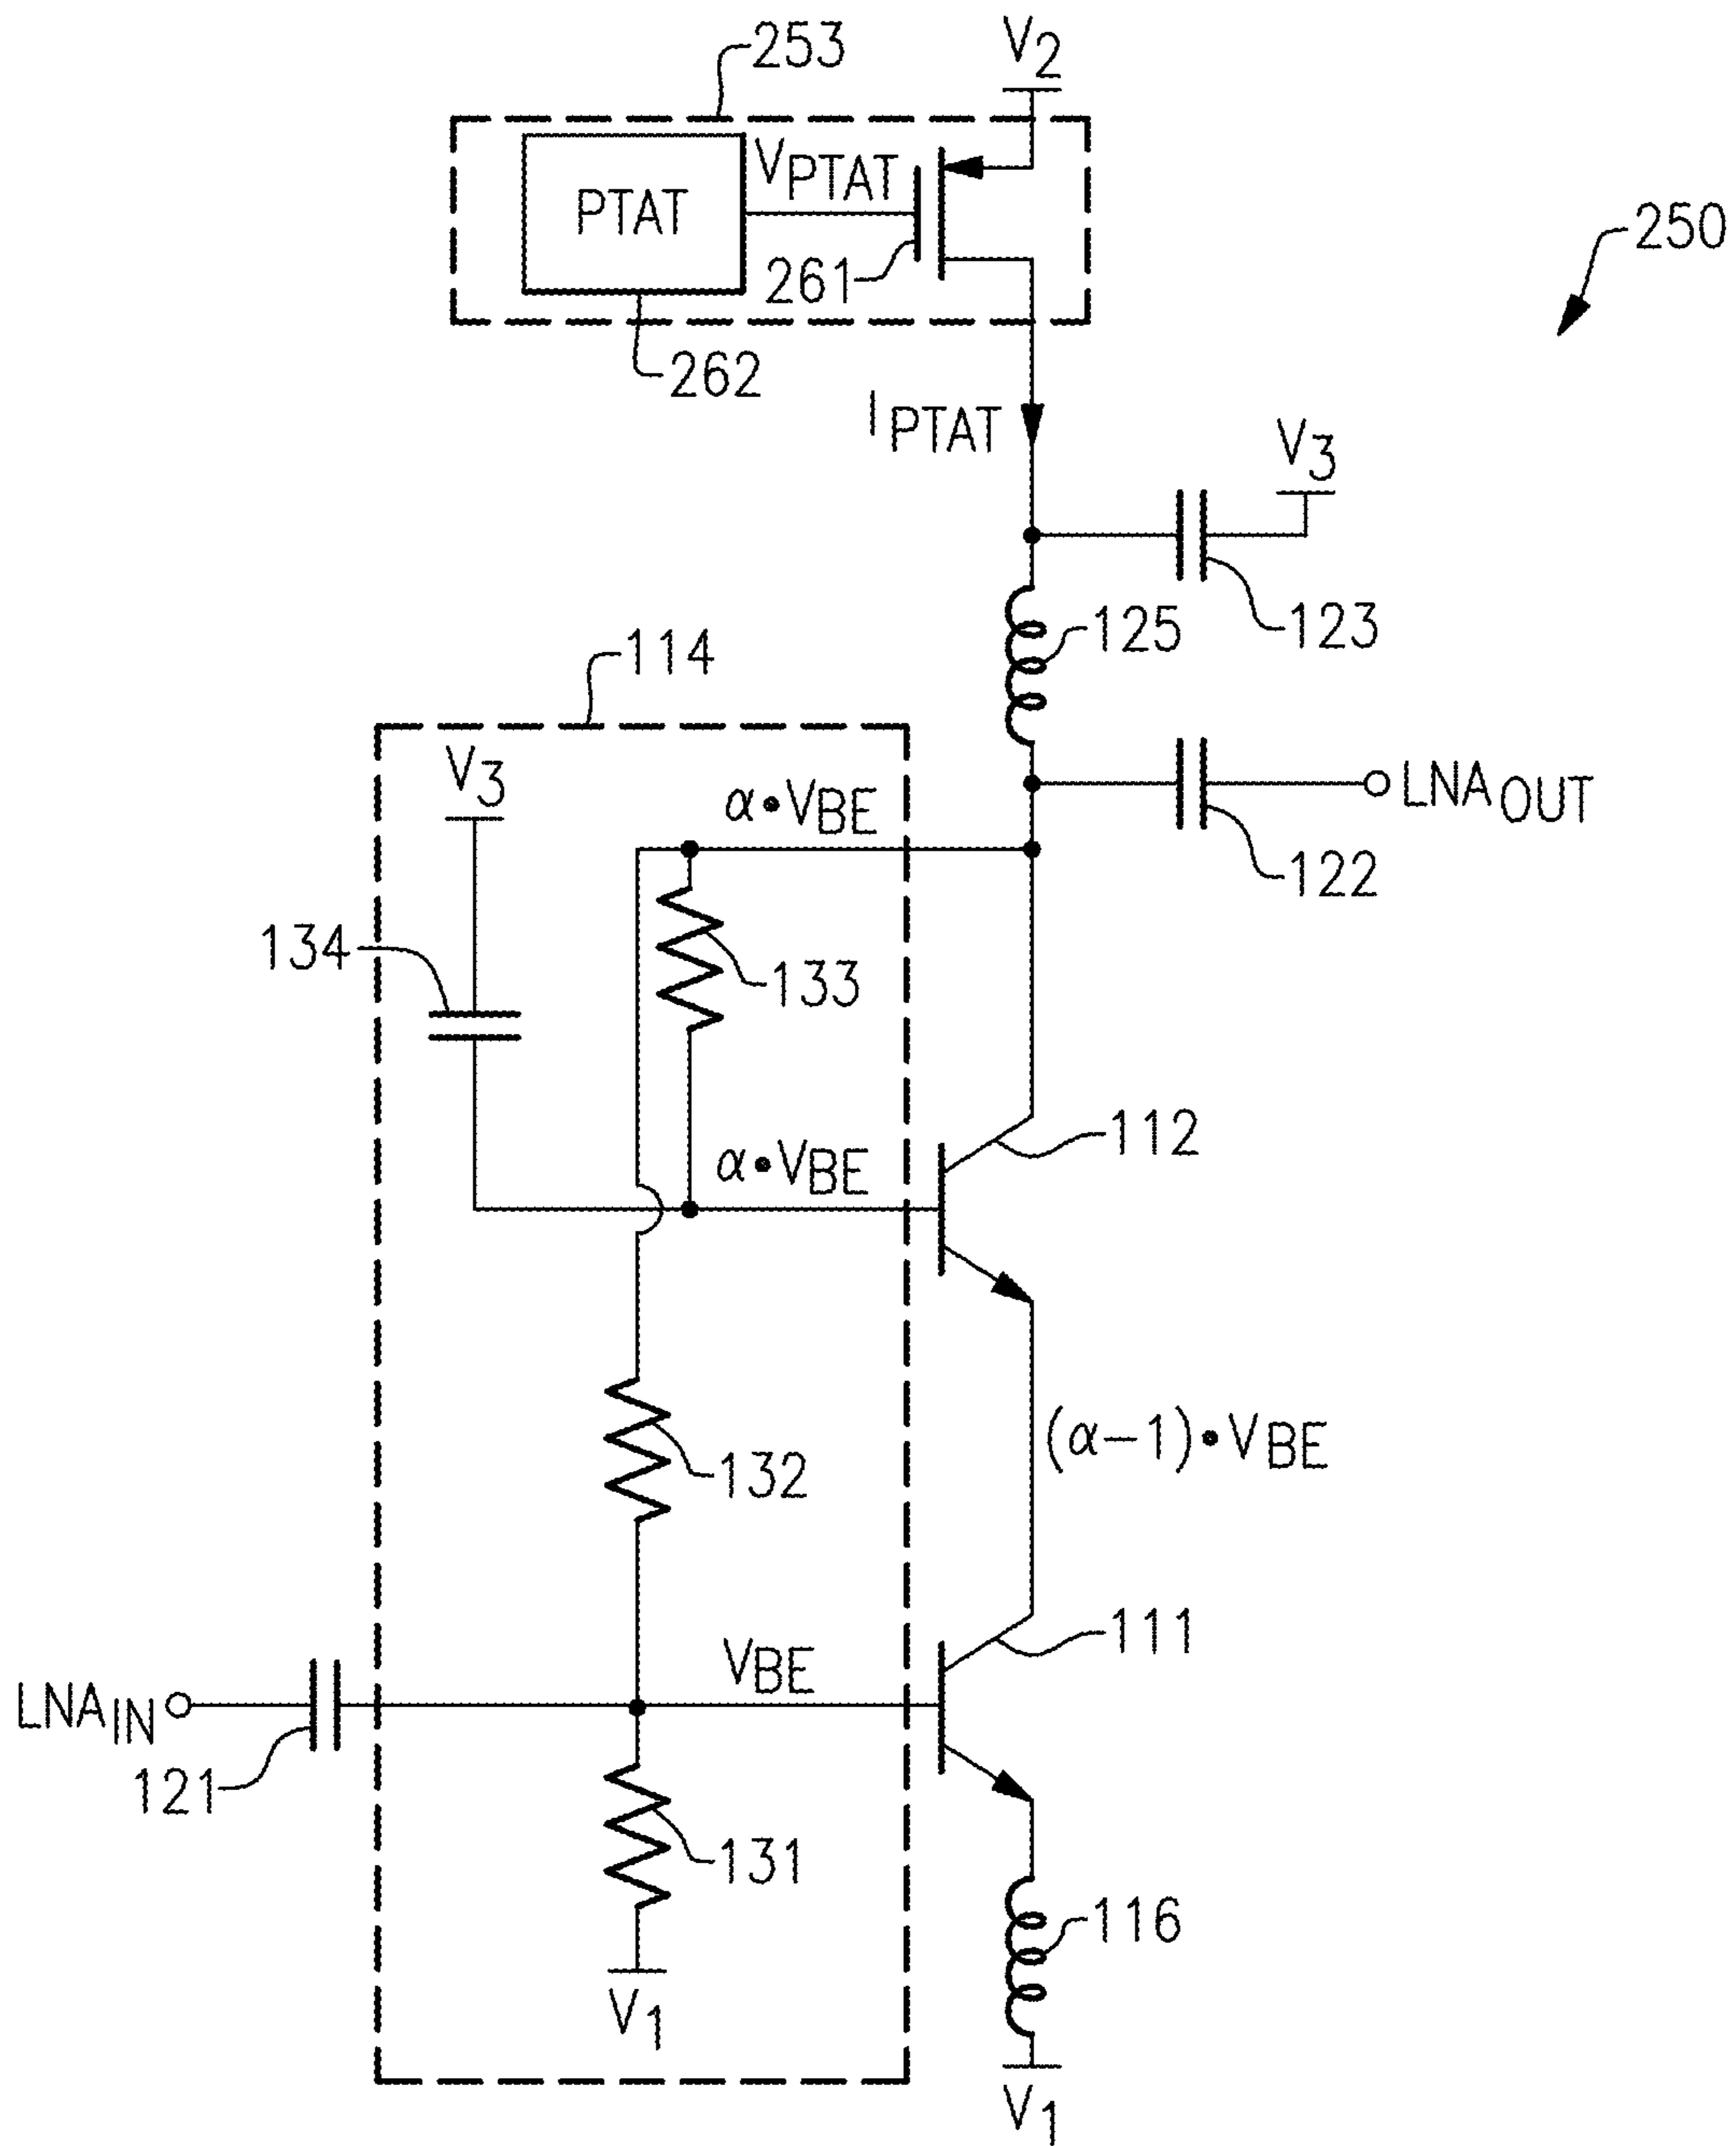 253
V2
PTAT
VPTAT
261
262
250
IPTAT
V3
123
125
114
V3
α•VBE
LNAOUT
122
134
133
α•VBE
112
132
(α−1)•VBE
VBE
111
LNAIN
121
131
116
V1
V1